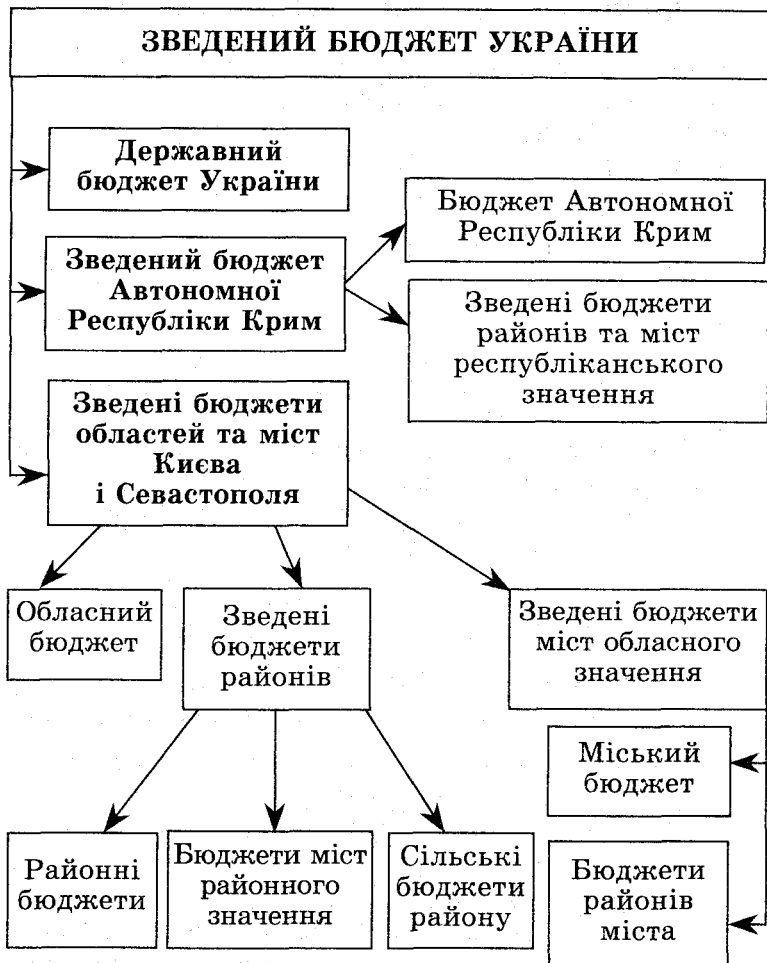 ЗВЕДЕНИЙ БЮДЖЕТ УКРАЇНИ
Державний
бюджет України
Бюджет Автономної
Республіки Крим
Зведений бюджет
Автономної
Республіки Крим
Зведені бюджети
районів та міст
республіканського
значення
Зведені бюджети
областей та міст
Києва
і Севастополя
Обласний
бюджет
Зведені
бюджети
районів
Зведені бюджети
міст обласного
значення
Міський
бюджет
Районні
бюджети
Бюджети міст
районного
значення
Сільські
бюджети
району
Бюджети
районів
міста